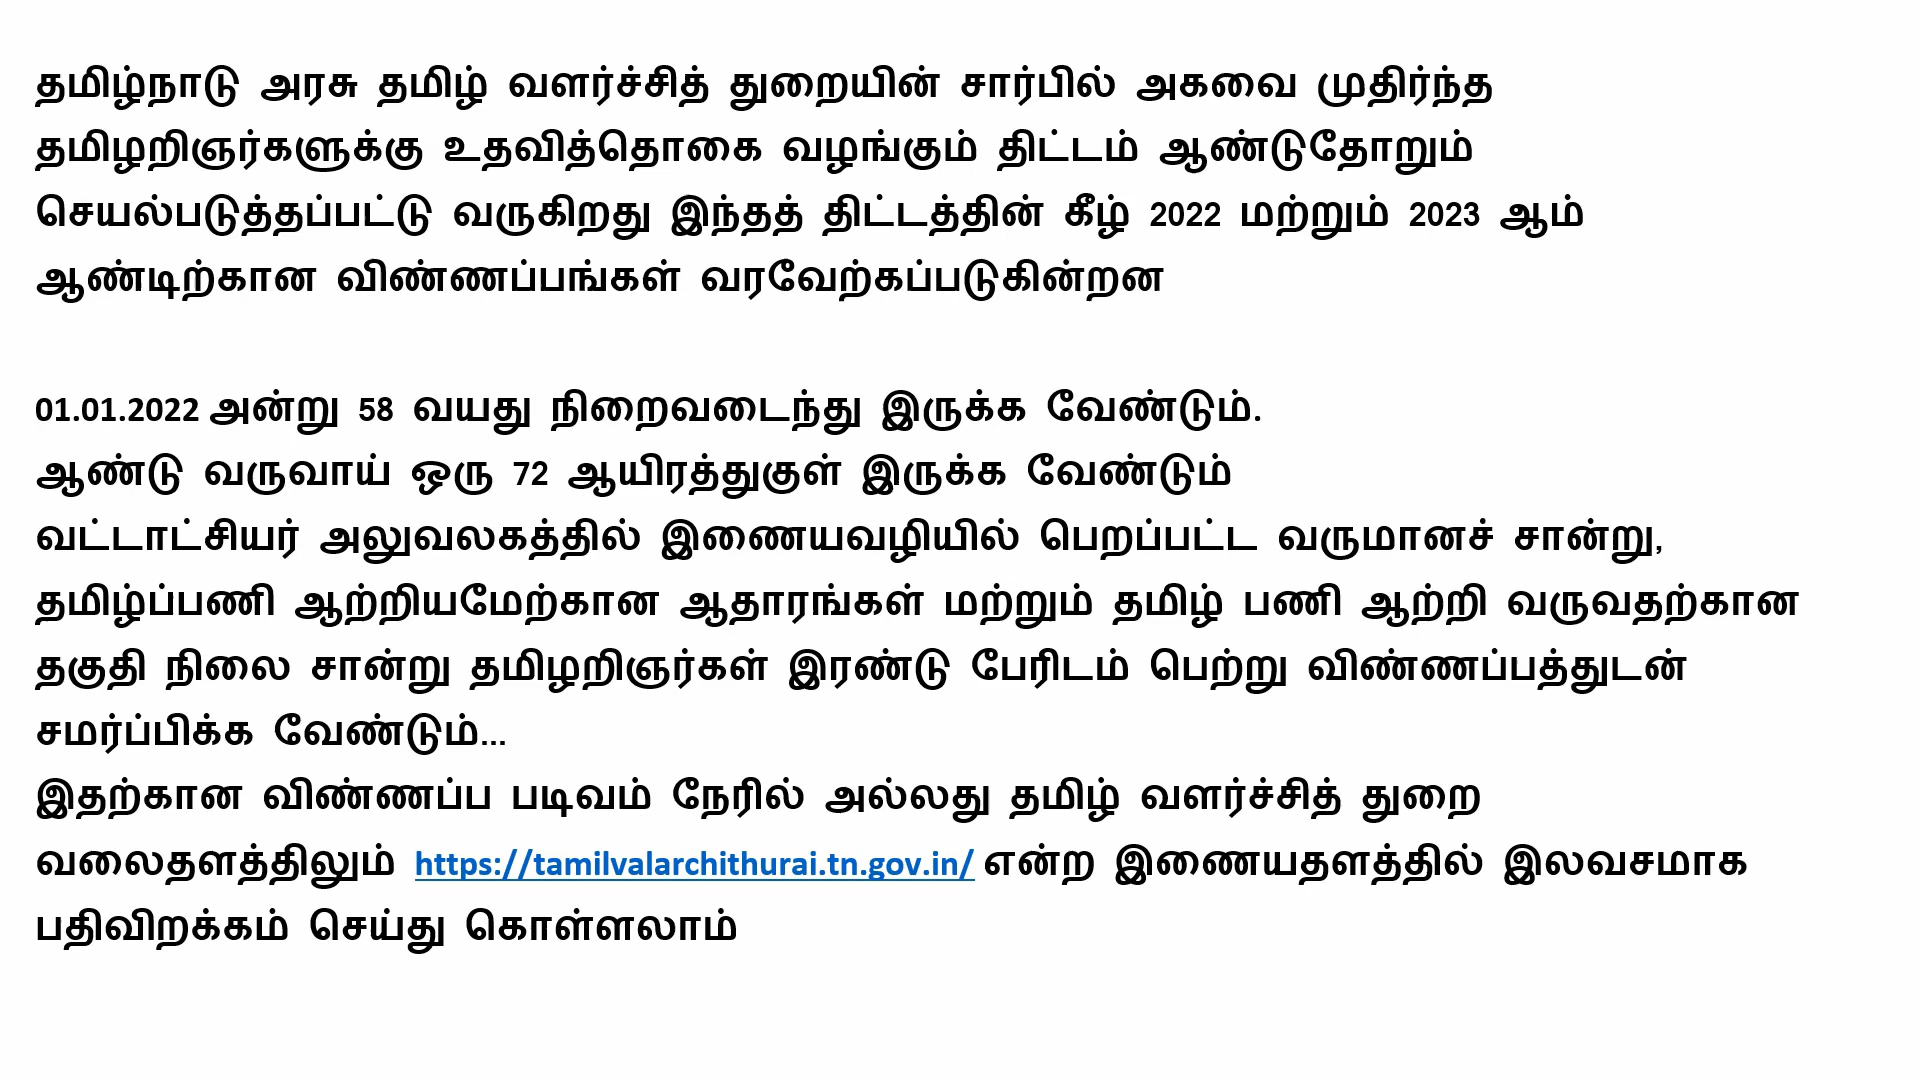 தமிழ்நாடு அரசு தமிழ் வளர்ச்சித் துறையின் சார்பில் அகவை முதிர்ந்த
தமிழறிஞர்களுக்கு உதவித்தொகை வழங்கும் திட்டம் ஆண்டுதோறும்
செயல்படுத்தப்பட்டு வருகிறது இந்தத் திட்டத்தின் கீழ் 2022 மற்றும் 2023 ஆம்
ஆண்டிற்கான விண்ணப்பங்கள் வரவேற்கப்படுகின்றன
01.01.2022 அன்று 58 வயது நிறைவடைந்து இருக்க வேண்டும்.
ஆண்டு வருவாய் ஒரு 72 ஆயிரத்துகுள் இருக்க வேண்டும்
வட்டாட்சியர் அலுவலகத்தில் இணையவழியில் பெறப்பட்ட வருமானச் சான்று,
தமிழ்ப்பணி ஆற்றியமேற்கான ஆதாரங்கள் மற்றும் தமிழ் பணி ஆற்றி வருவதற்கான
தகுதி நிலை சான்று தமிழறிஞர்கள் இரண்டு பேரிடம் பெற்று விண்ணப்பத்துடன்
சமர்ப்பிக்க வேண்டும்...
இதற்கான விண்ணப்ப படிவம் நேரில் அல்லது தமிழ் வளர்ச்சித் துறை
வலைதளத்திலும் https://tamilvalarchithurai.tn.gov.in/ என்ற இணையதளத்தில் இலவசமாக
பதிவிறக்கம் செய்து கொள்ளலாம்